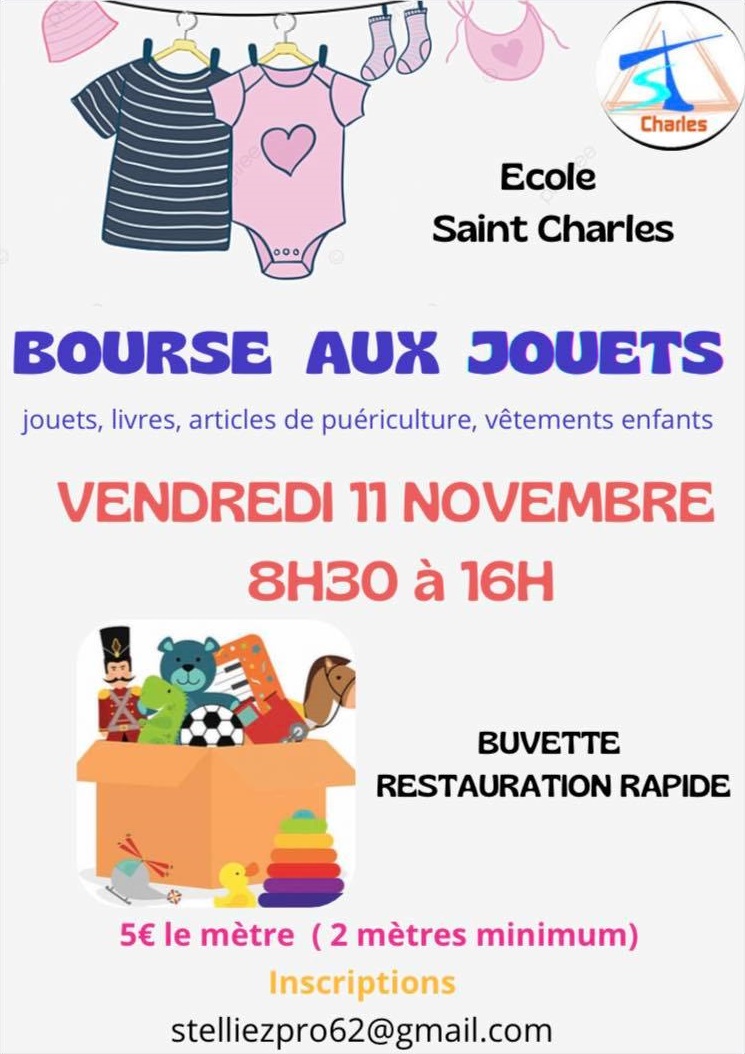 Charles
Ecole
Saint Charles
BOURSE AUX JOUETS
jouets, livres, articles de puériculture, vêtements enfants
VENDREDI 11 NOVEMBRE
8H30 à 16H
BUVETTE
RESTAURATION RAPIDE
5€ le mètre ( 2 mètres minimum)
Inscriptions
stelliezpro62@gmail.com